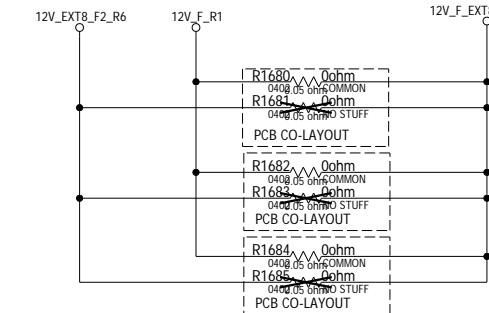 12V_EXT8_F2_R6
12V_F_R1
12V_F_EXT8
R1680 0ohm
0402 0.05 ohm COMMON
R1681 0ohm
0402 0.05 ohm NO STUFF
PCB CO-LAYOUT
R1682 0ohm
0402 0.05 ohm COMMON
R1683 0ohm
0402 0.05 ohm NO STUFF
PCB CO-LAYOUT
R1684 0ohm
0402 0.05 ohm COMMON
R1685 0ohm
0402 0.05 ohm NO STUFF
PCB CO-LAYOUT